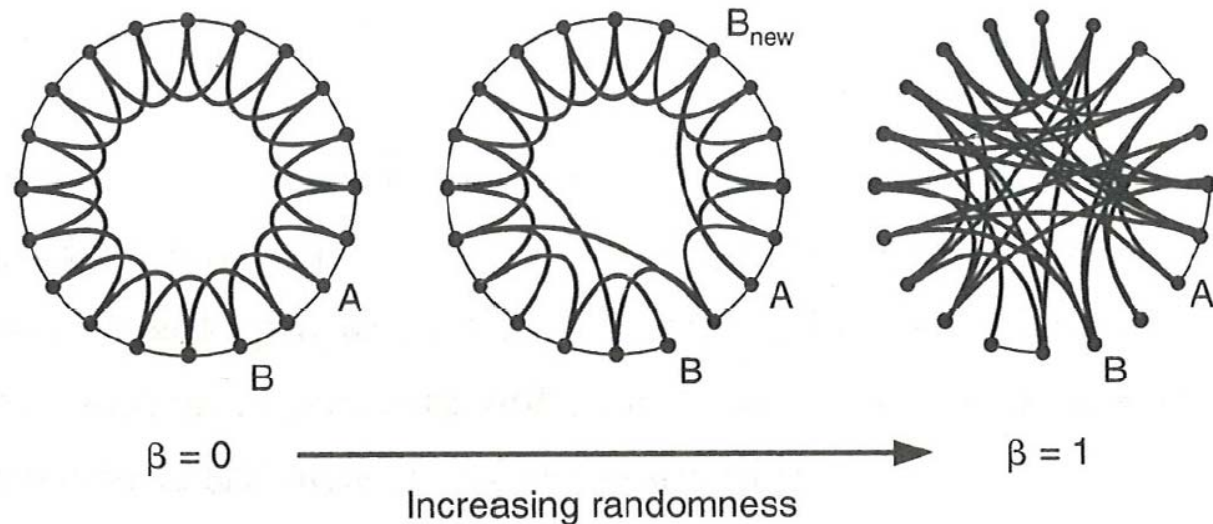 B_new
A
A
A
B
B
B
β = 0
β = 1
Increasing randomness